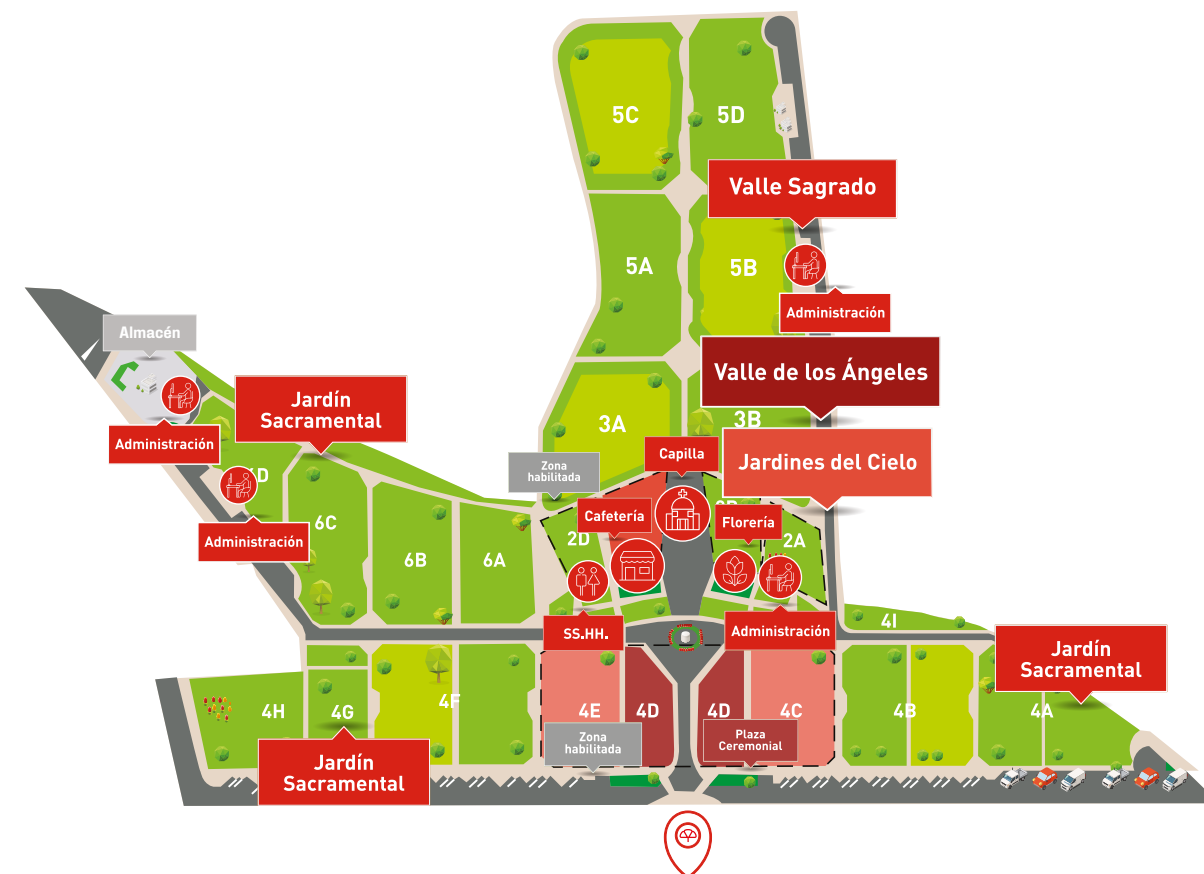 5C
5D
Valle Sagrado
5A
5B
Administración
Almacén
Valle de los Ángeles
Jardín
Sacramental
3A
3B
Administración
Capilla
Jardines del Cielo
Zona
habilitada
6C
Cafetería
Florería
Administración
2D
2A
6B
6A
SS.HH.
Administración
4I
Jardín
Sacramental
4H
4G
4F
4E
4D
4D
4C
4B
4A
Zona
habilitada
Plaza
Ceremonial
Jardín
Sacramental